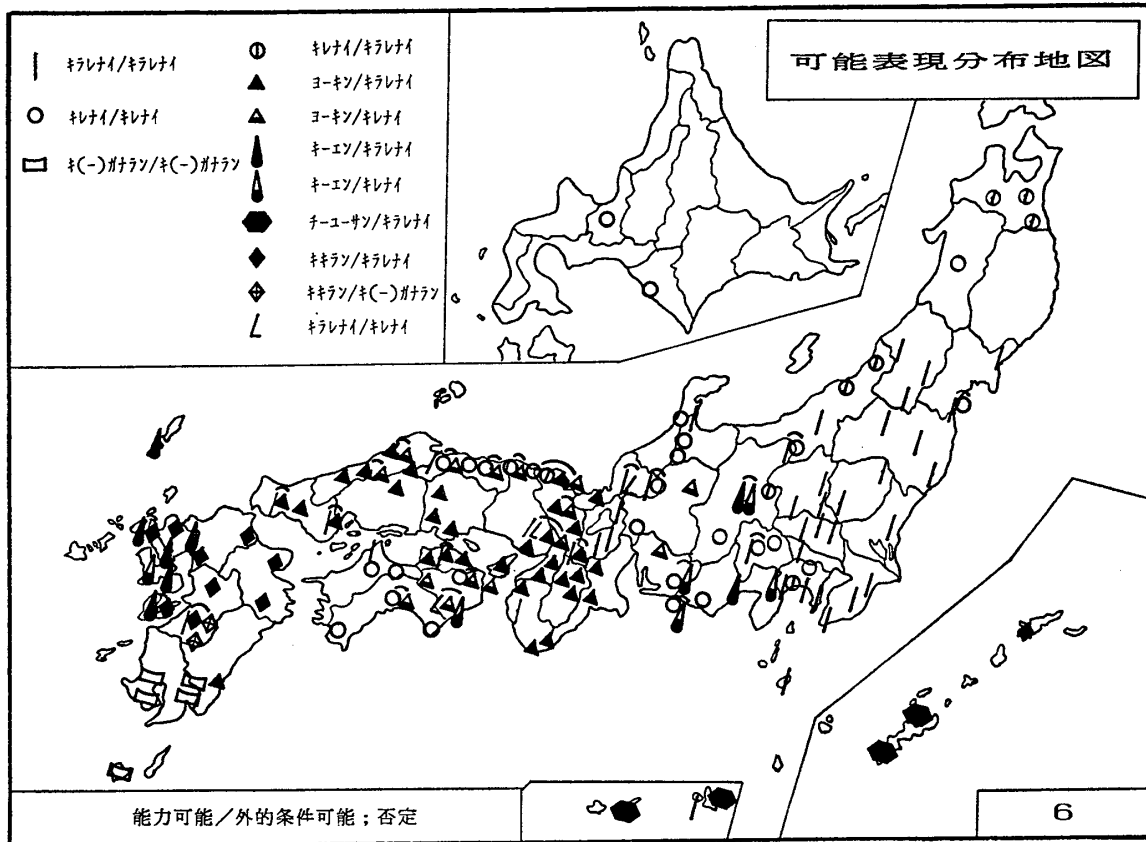 可能表現分布地図
キラレナイ/キラレナイ
キレナイ/キレナイ
キ(-)ガナラン/キ(-)ガナラン
キレナイ/キラレナイ
ヨーキン/キラレナイ
ヨーキン/キレナイ
キーエン/キラレナイ
キーエン/キレナイ
チーユーサン/キラレナイ
キキラン/キラレナイ
キキラン/キ(-)ガナラン
キラレナイ/キレナイ
能力可能/外的条件可能;否定
6